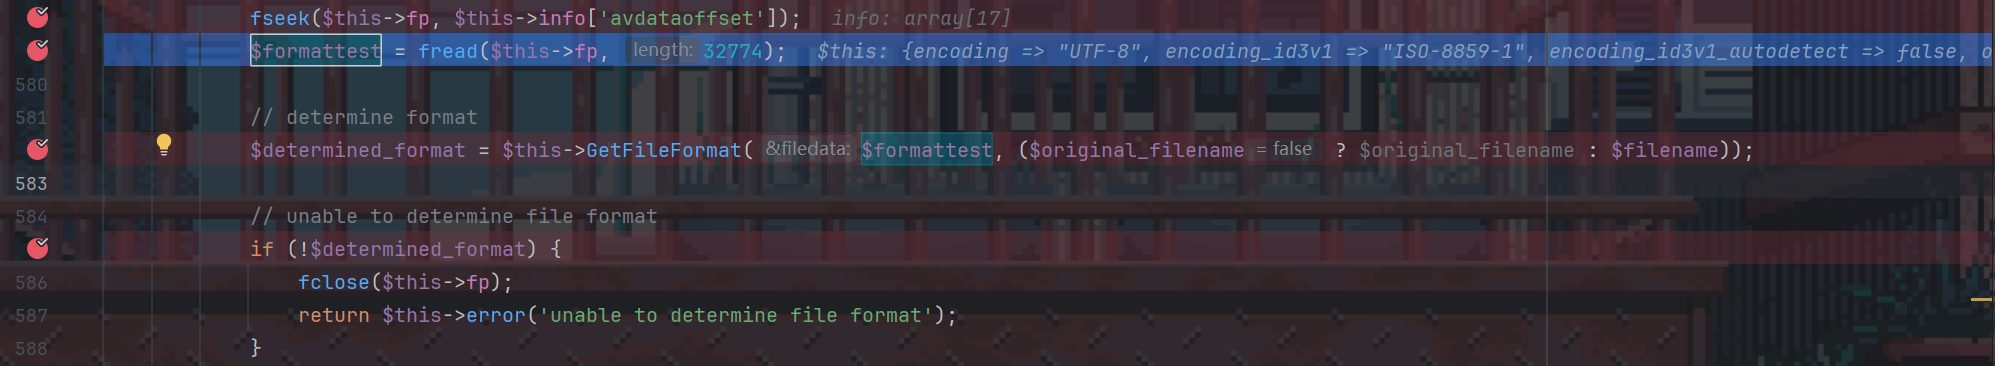 fseek($this->fp, $this->info['avdataoffset']);   info: array[17]
$formattest = fread($this->fp, length: 32774);   $this: {encoding => "UTF-8", encoding_id3v1 => "ISO-8859-1", encoding_id3v1_autodetect => false, o
580
581 // determine format
$determined_format = $this->GetFileFormat( &filedata: $formattest, ($original_filename = false ? $original_filename : $filename));
583
584 // unable to determine file format
if (!$determined_format) {
586 fclose($this->fp);
587 return $this->error('unable to determine file format');
588 }